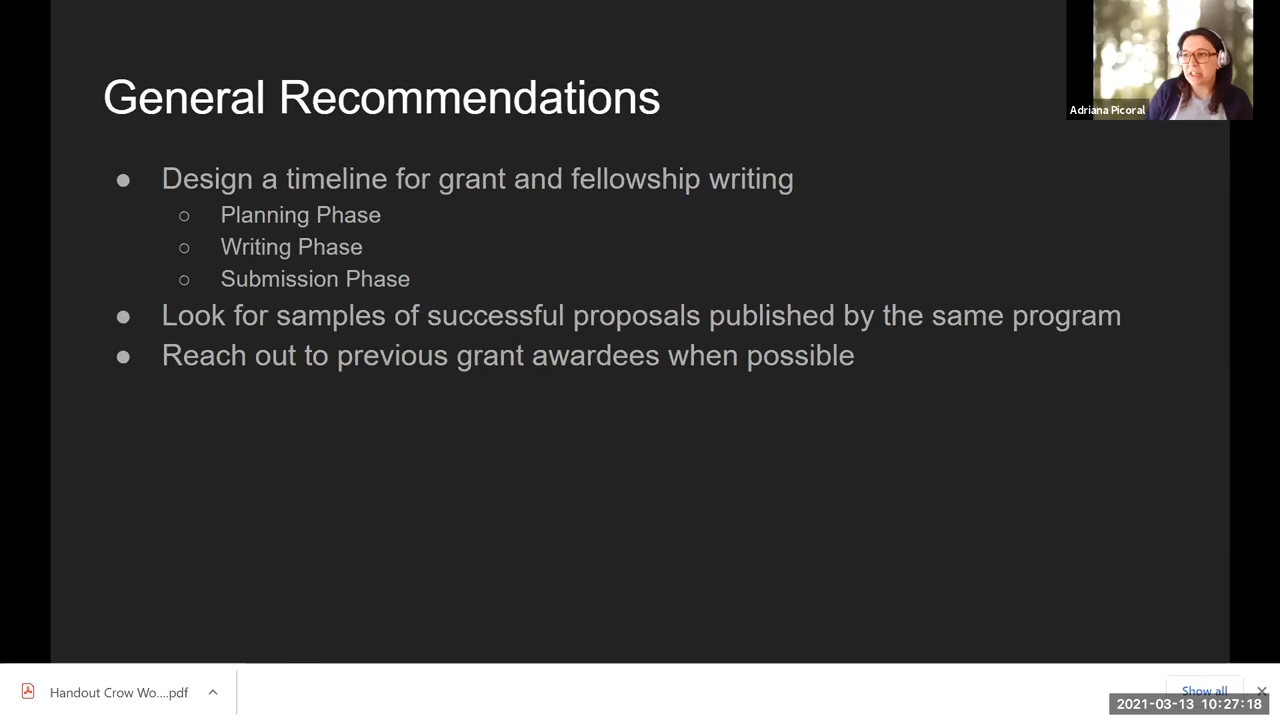 General Recommendations
Adriana Picoral
● Design a timeline for grant and fellowship writing
○ Planning Phase
○ Writing Phase
○ Submission Phase
● Look for samples of successful proposals published by the same program
● Reach out to previous grant awardees when possible
Handout Crow Wo....pdf
Show all
2021-03-13 10:27:18